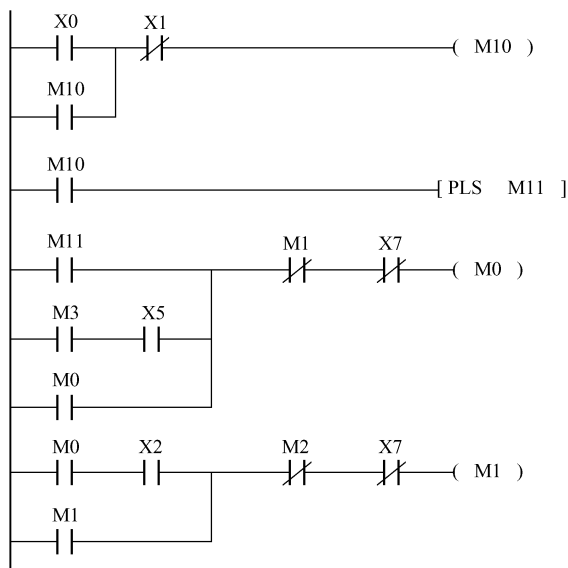 X0 X1
( M10 )
M10
M10
[ PLS M11 ]
M11 M1 X7
( M0 )
M3 X5
M0
M0 X2 M2 X7
( M1 )
M1